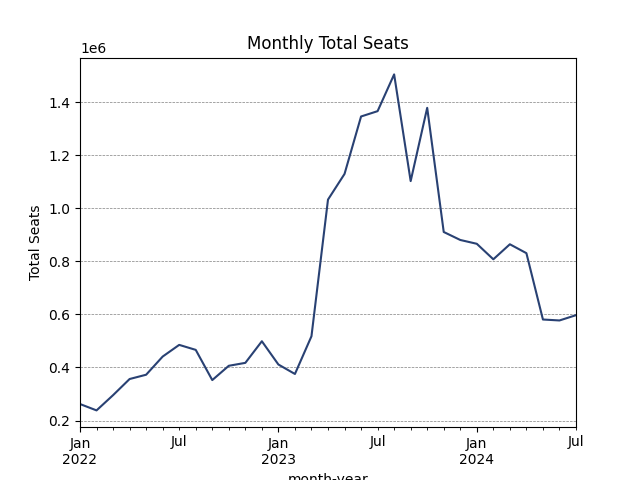 Monthly Total Seats
1e6
1.4
1.2
1.0
0.8
0.6
0.4
0.2
Total Seats
Jan Jul Jan Jul Jan Jul
2022 2023 2024
month-year